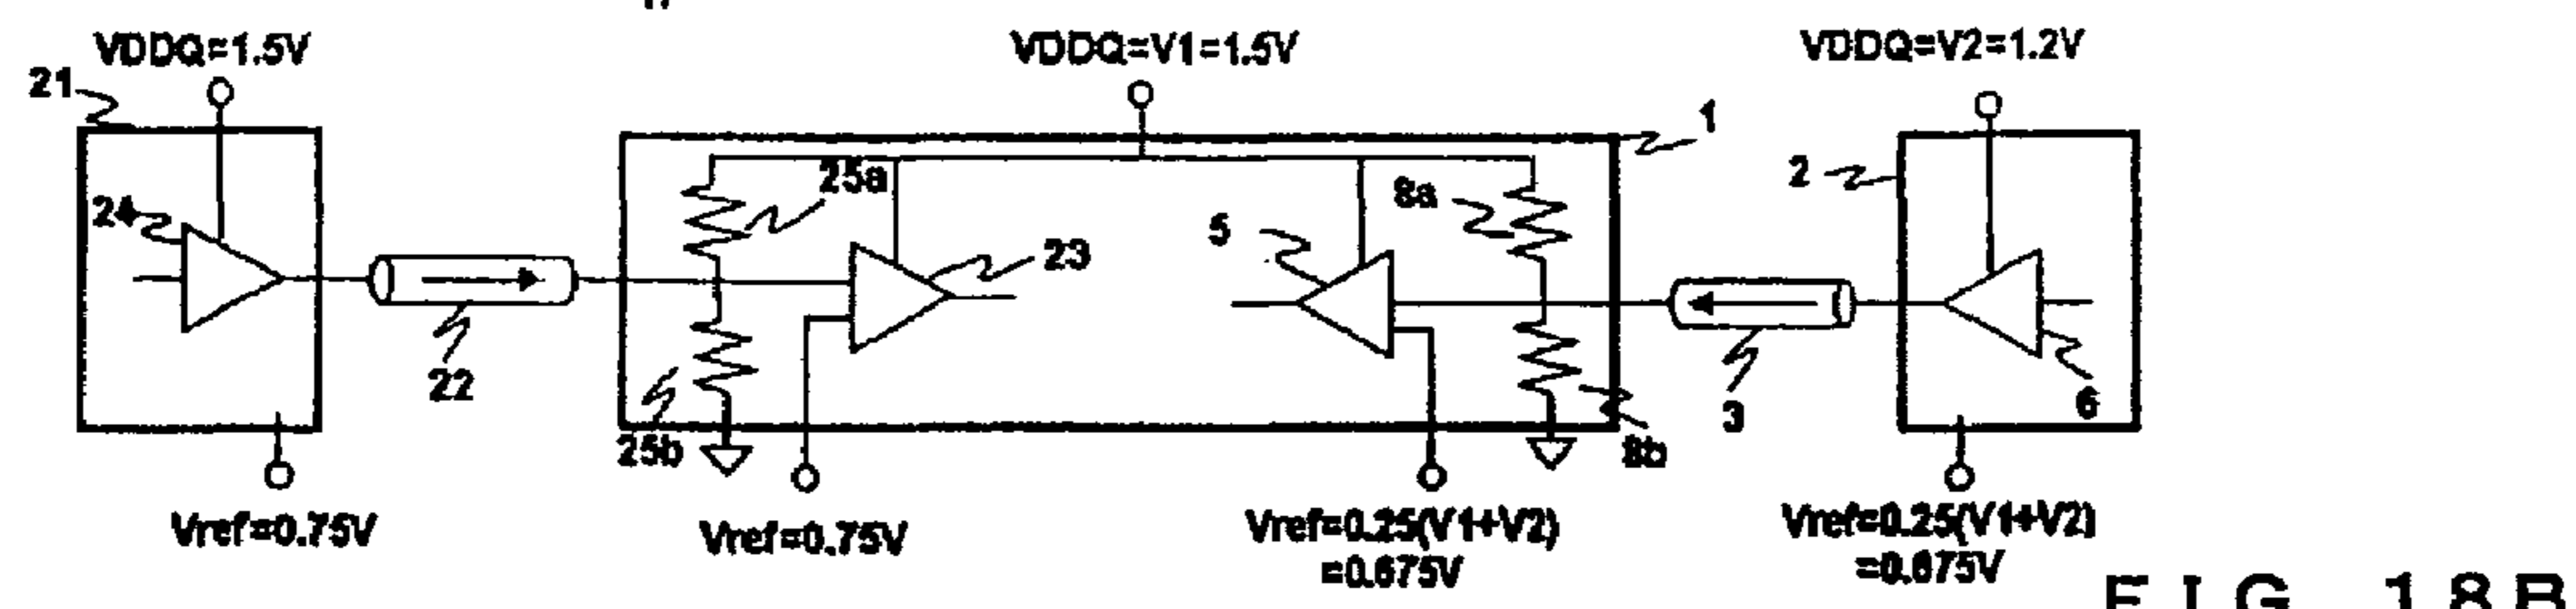 VDDQ=1.5V
VDDQ=V1=1.5V
VDDQ=V2=1.2V
21
1
24
25a
8a
2
5
23
22
25b
3
6
8b
Vref=0.75V
Vref=0.75V
Vref=0.25(V1+V2)
=0.675V
Vref=0.25(V1+V2)
=0.675V
FIG 18B